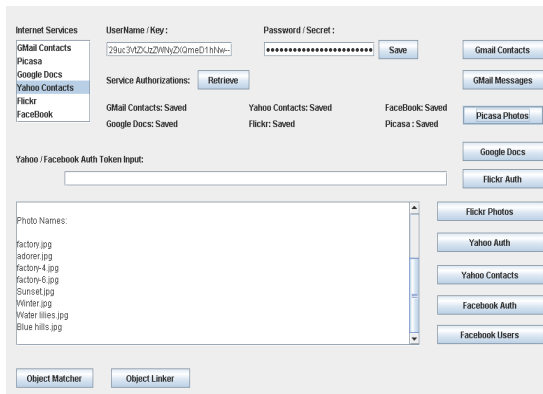 Internet Services
UserName / Key :
Password / Secret :
GMail Contacts
Picasa
Google Docs
Yahoo Contacts
Flickr
FaceBook
Save
Gmail Contacts
Service Authorizations:
Retrieve
GMail Messages
GMail Contacts: Saved
Yahoo Contacts: Saved
FaceBook: Saved
Picasa Photos
Google Docs: Saved
Flickr: Saved
Picasa : Saved
Google Docs
Yahoo / Facebook Auth Token Input:
Flickr Auth
Photo Names:
factory.jpg
adorer.jpg
factory-4.jpg
factory-6.jpg
Sunset.jpg
Winter.jpg
Water lilies.jpg
Blue hills.jpg
Flickr Photos
Yahoo Auth
Yahoo Contacts
Facebook Auth
Facebook Users
Object Matcher
Object Linker